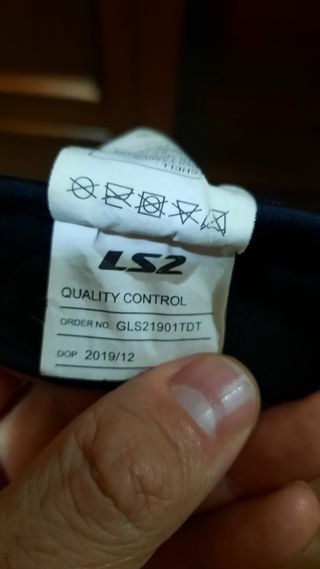 LS2
QUALITY CONTROL
ORDER NO. GLS21901TDT
DOP 2019/12